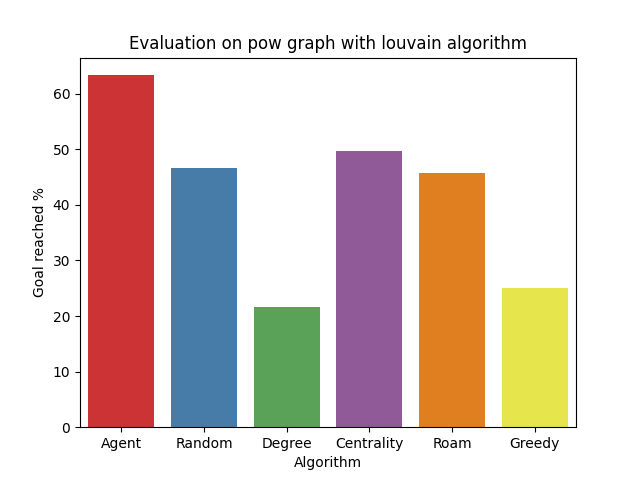 Evaluation on pow graph with louvain algorithm
Goal reached %
60
50
40
30
20
10
0
Agent Random Degree Centrality Roam Greedy
Algorithm